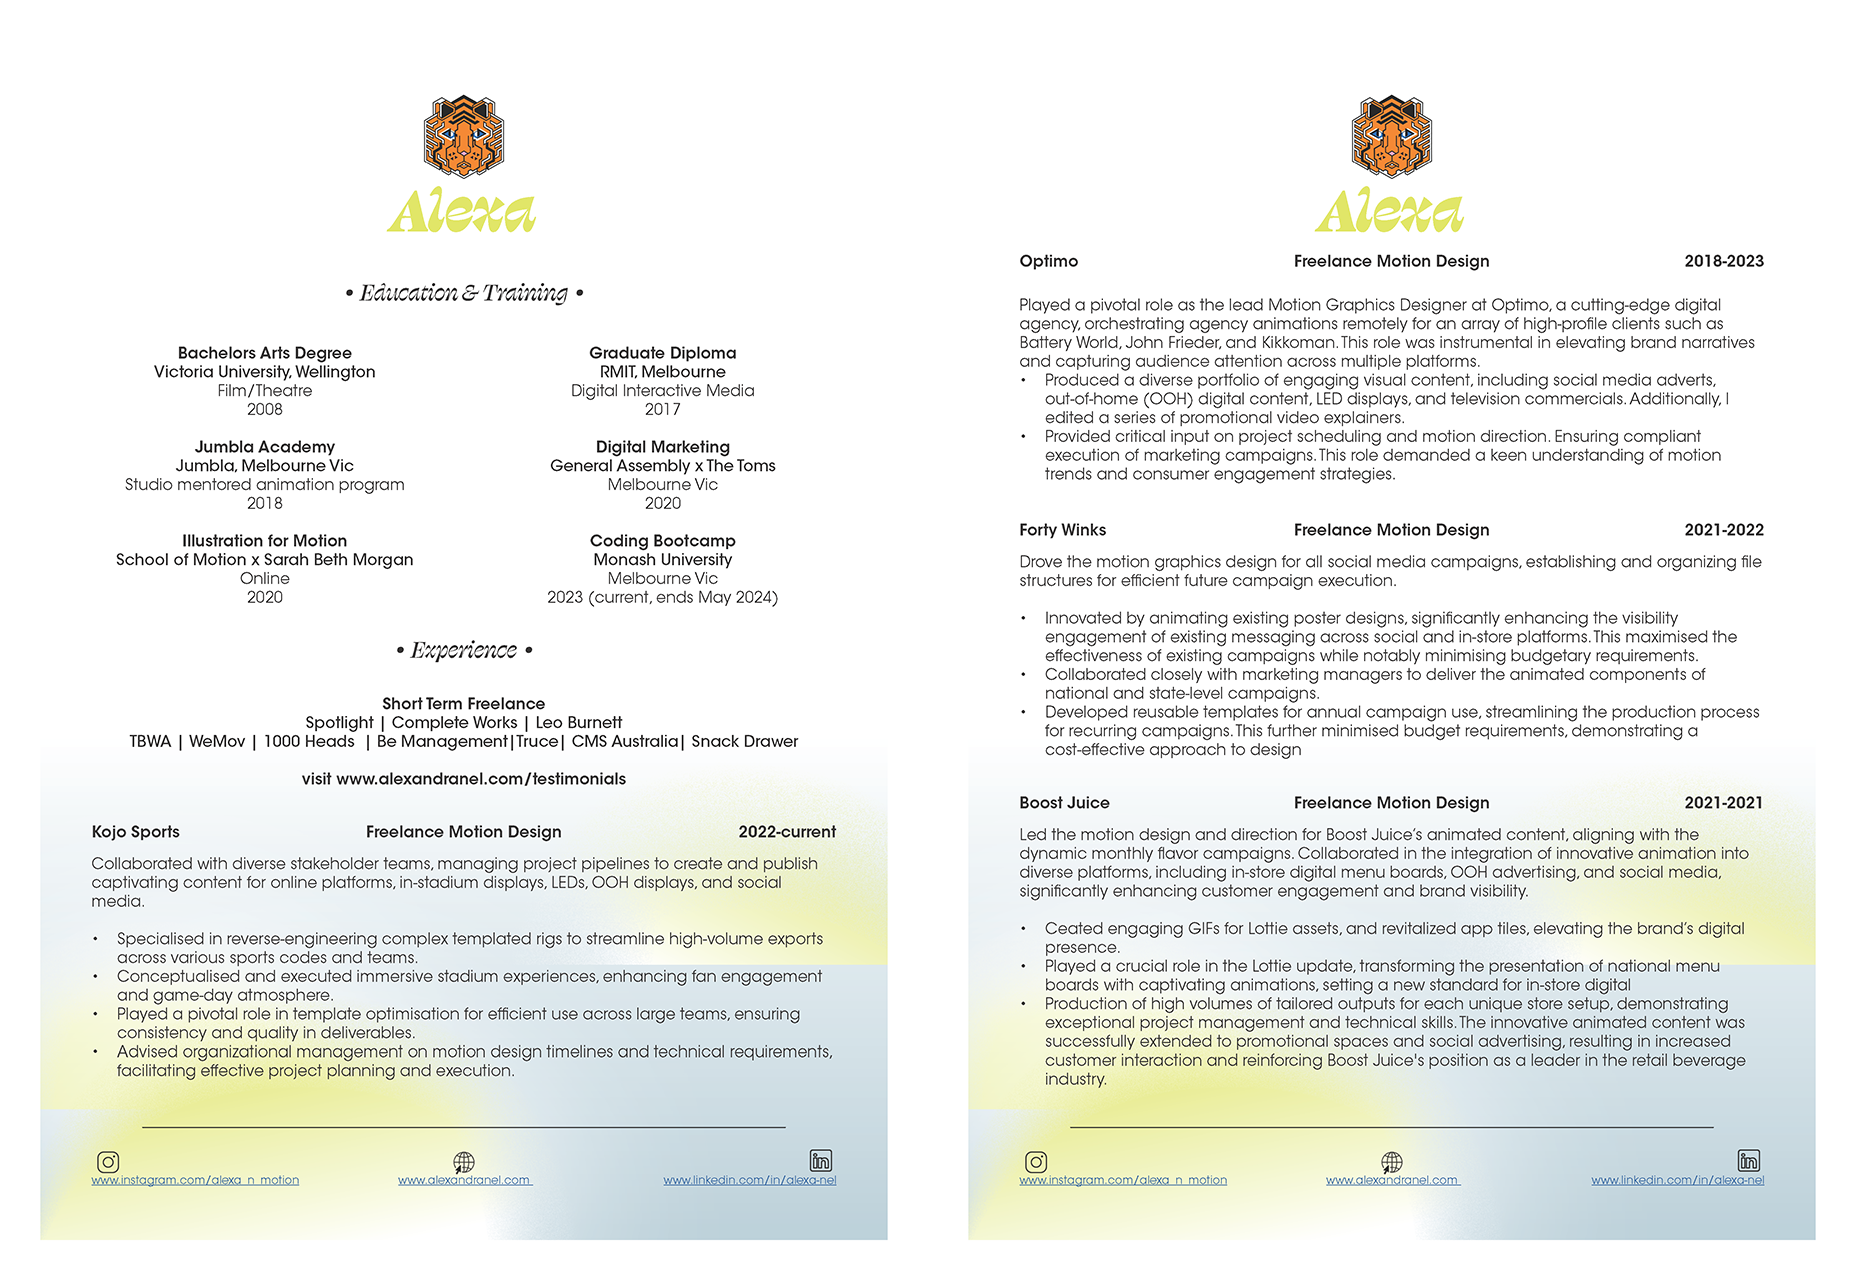 Alexa
• Education & Training •
Bachelors Arts Degree
Victoria University, Wellington
Film/Theatre
2008
Graduate Diploma
RMIT, Melbourne
Digital Interactive Media
2017
Jumbla Academy
Jumbla, Melbourne Vic
Studio mentored animation program
2018
Digital Marketing
General Assembly x The Toms
Melbourne Vic
2020
Illustration for Motion
School of Motion x Sarah Beth Morgan
Online
2020
Coding Bootcamp
Monash University
Melbourne Vic
2023 (current, ends May 2024)
• Experience •
Short Term Freelance
Spotlight | Complete Works | Leo Burnett
TBWA | WeMov | 1000 Heads | Be Management|Truce| CMS Australia| Snack Drawer
visit www.alexandranel.com/testimonials
Kojo Sports Freelance Motion Design 2022-current
Collaborated with diverse stakeholder teams, managing project pipelines to create and publish
captivating content for online platforms, in-stadium displays, LEDs, OOH displays, and social
media.
• Specialised in reverse-engineering complex templated rigs to streamline high-volume exports
across various sports codes and teams.
• Conceptualised and executed immersive stadium experiences, enhancing fan engagement
and game-day atmosphere.
• Played a pivotal role in template optimisation for efficient use across large teams, ensuring
consistency and quality in deliverables.
• Advised organizational management on motion design timelines and technical requirements,
facilitating effective project planning and execution.
www.instagram.com/alexa_n_motion www.alexandranel.com www.linkedin.com/in/alexa-nel
Alexa
Optimo Freelance Motion Design 2018-2023
Played a pivotal role as the lead Motion Graphics Designer at Optimo, a cutting-edge digital
agency, orchestrating agency animations remotely for an array of high-profile clients such as
Battery World, John Frieder, and Kikkoman. This role was instrumental in elevating brand narratives
and capturing audience attention across multiple platforms.
• Produced a diverse portfolio of engaging visual content, including social media adverts,
out-of-home (OOH) digital content, LED displays, and television commercials. Additionally, I
edited a series of promotional video explainers.
• Provided critical input on project scheduling and motion direction. Ensuring compliant
execution of marketing campaigns. This role demanded a keen understanding of motion
trends and consumer engagement strategies.
Forty Winks Freelance Motion Design 2021-2022
Drove the motion graphics design for all social media campaigns, establishing and organizing file
structures for efficient future campaign execution.
• Innovated by animating existing poster designs, significantly enhancing the visibility
engagement of existing messaging across social and in-store platforms. This maximised the
effectiveness of existing campaigns while notably minimising budgetary requirements.
• Collaborated closely with marketing managers to deliver the animated components of
national and state-level campaigns.
• Developed reusable templates for annual campaign use, streamlining the production process
for recurring campaigns. This further minimised budget requirements, demonstrating a
cost-effective approach to design
Boost Juice Freelance Motion Design 2021-2021
Led the motion design and direction for Boost Juice’s animated content, aligning with the
dynamic monthly flavor campaigns. Collaborated in the integration of innovative animation into
diverse platforms, including in-store digital menu boards, OOH advertising, and social media,
significantly enhancing customer engagement and brand visibility.
• Ceated engaging GIFs for Lottie assets, and revitalized app tiles, elevating the brand’s digital
presence.
• Played a crucial role in the Lottie update, transforming the presentation of national menu
boards with captivating animations, setting a new standard for in-store digital
• Production of high volumes of tailored outputs for each unique store setup, demonstrating
exceptional project management and technical skills. The innovative animated content was
successfully extended to promotional spaces and social advertising, resulting in increased
customer interaction and reinforcing Boost Juice's position as a leader in the retail beverage
industry.
www.instagram.com/alexa_n_motion www.alexandranel.com www.linkedin.com/in/alexa-nel